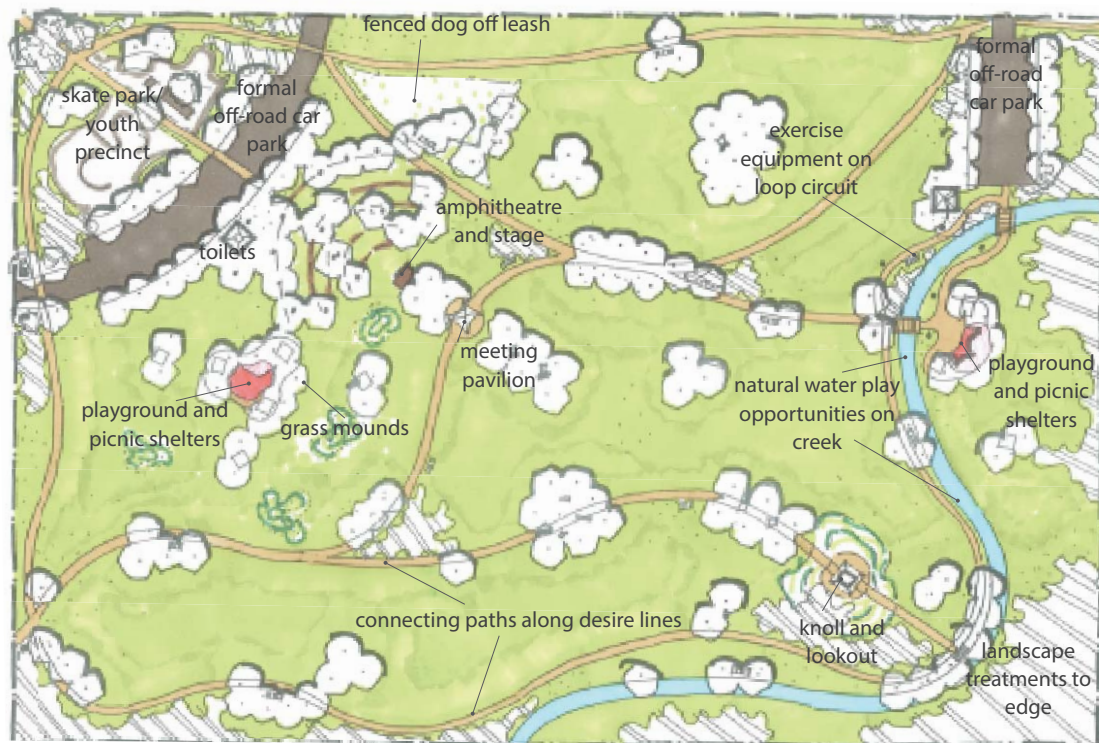 fenced dog off leash
skate park/
youth
precinct
formal
off-road car
park
formal
off-road
car park
exercise
equipment on
loop circuit
amphitheatre
and stage
toilets
meeting
pavilion
playground and
picnic shelters
grass mounds
natural water play
opportunities on
creek
playground
and picnic
shelters
connecting paths along desire lines
knoll and
lookout
landscape
treatments to
edge